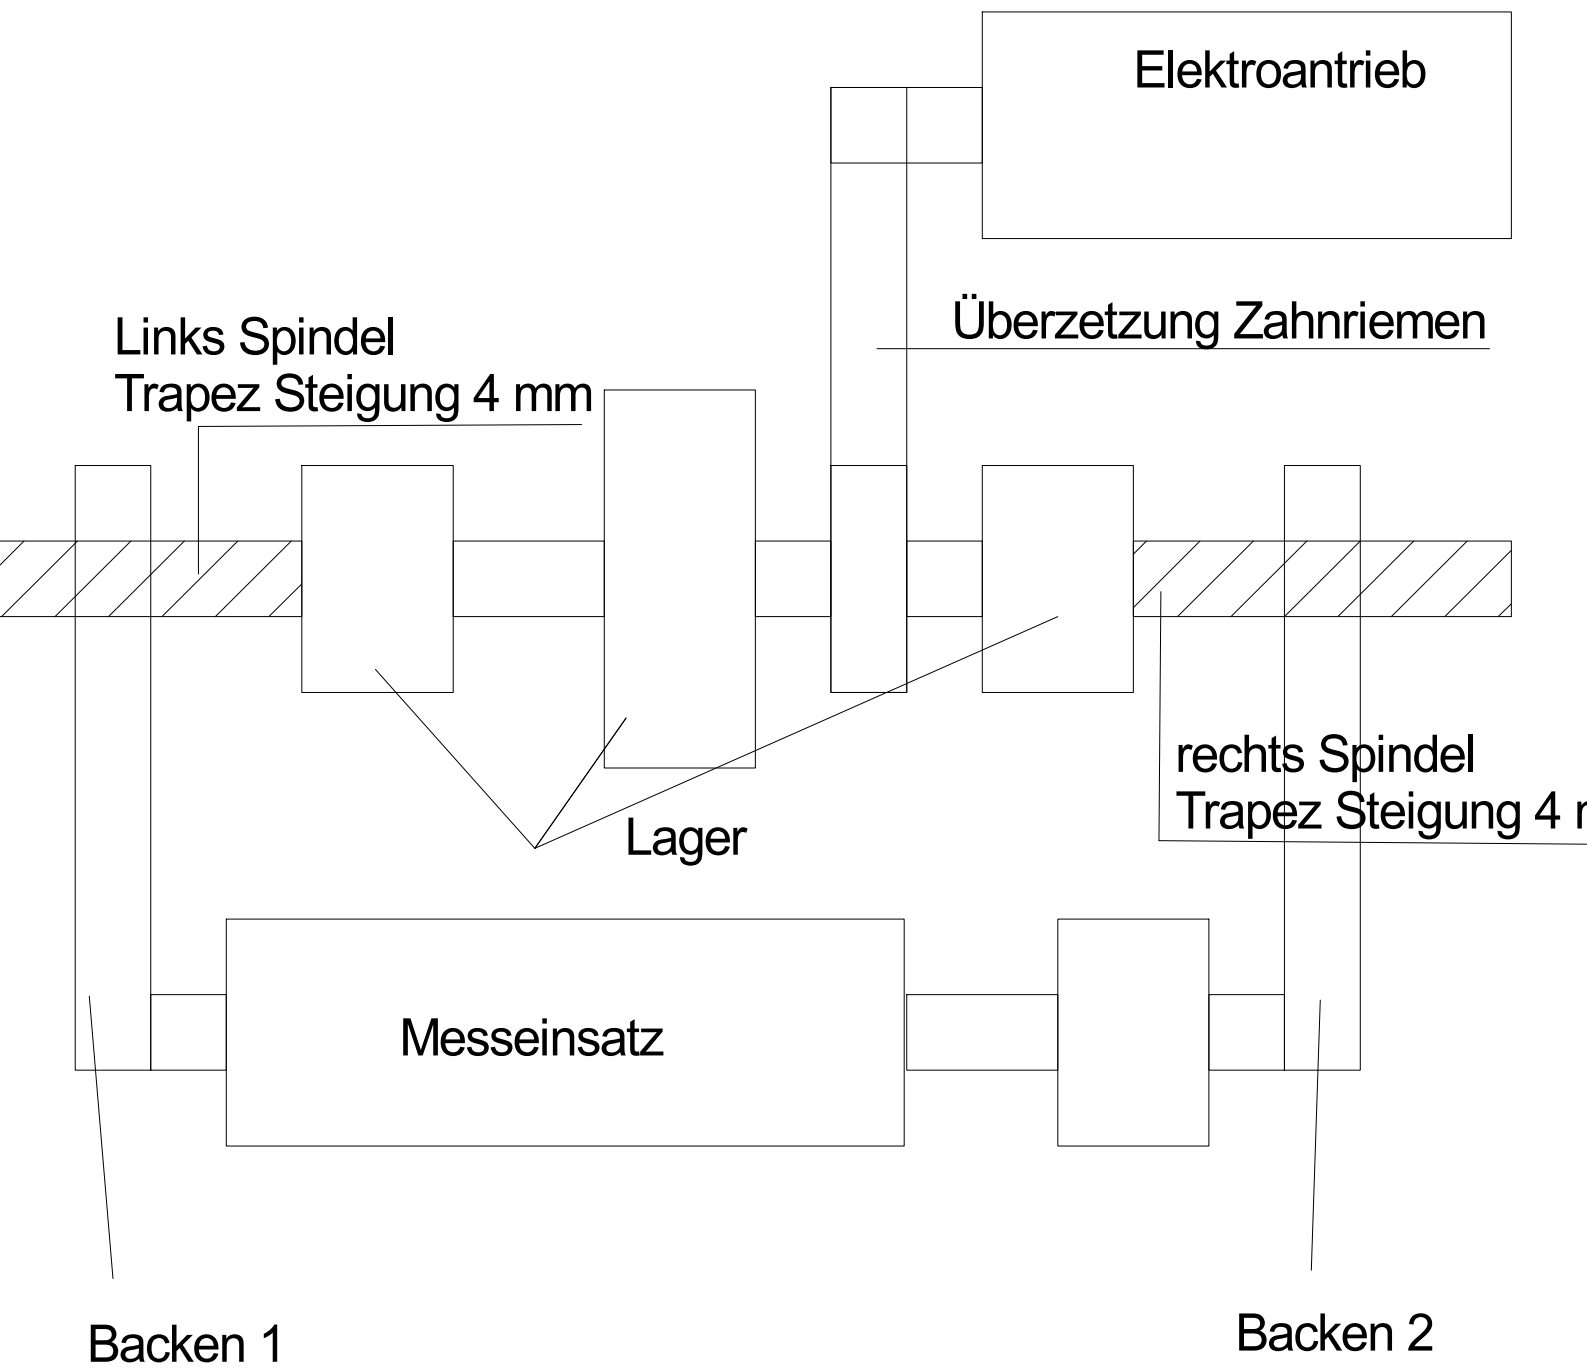 Elektroantrieb
Überzetzung Zahnriemen
Links Spindel
Trapez Steigung 4 mm
rechts Spindel
Trapez Steigung 4
Lager
Messeinsatz
Backen 1
Backen 2